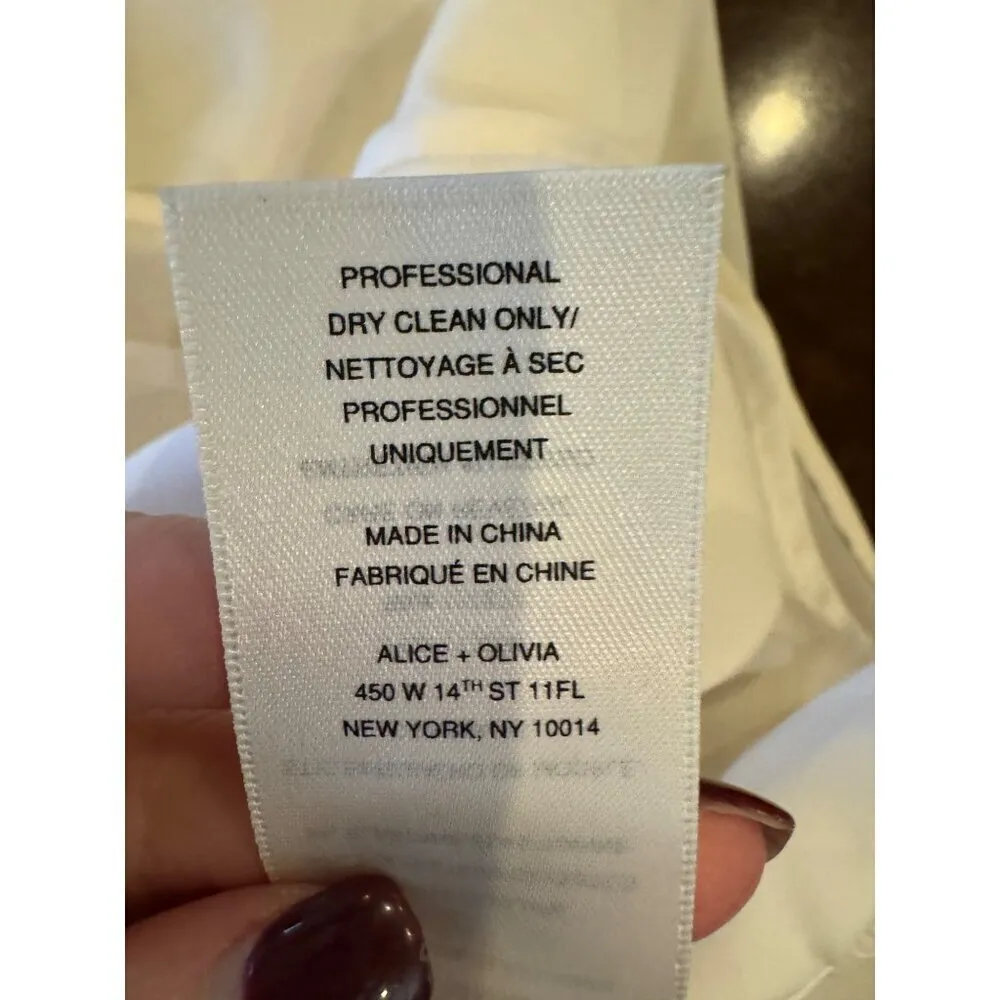 PROFESSIONAL
DRY CLEAN ONLY/
NETTOYAGE À SEC
PROFESSIONNEL
UNIQUEMENT
MADE IN CHINA
FABRIQUÉ EN CHINE
ALICE + OLIVIA
450 W 14TH ST 11FL
NEW YORK, NY 10014